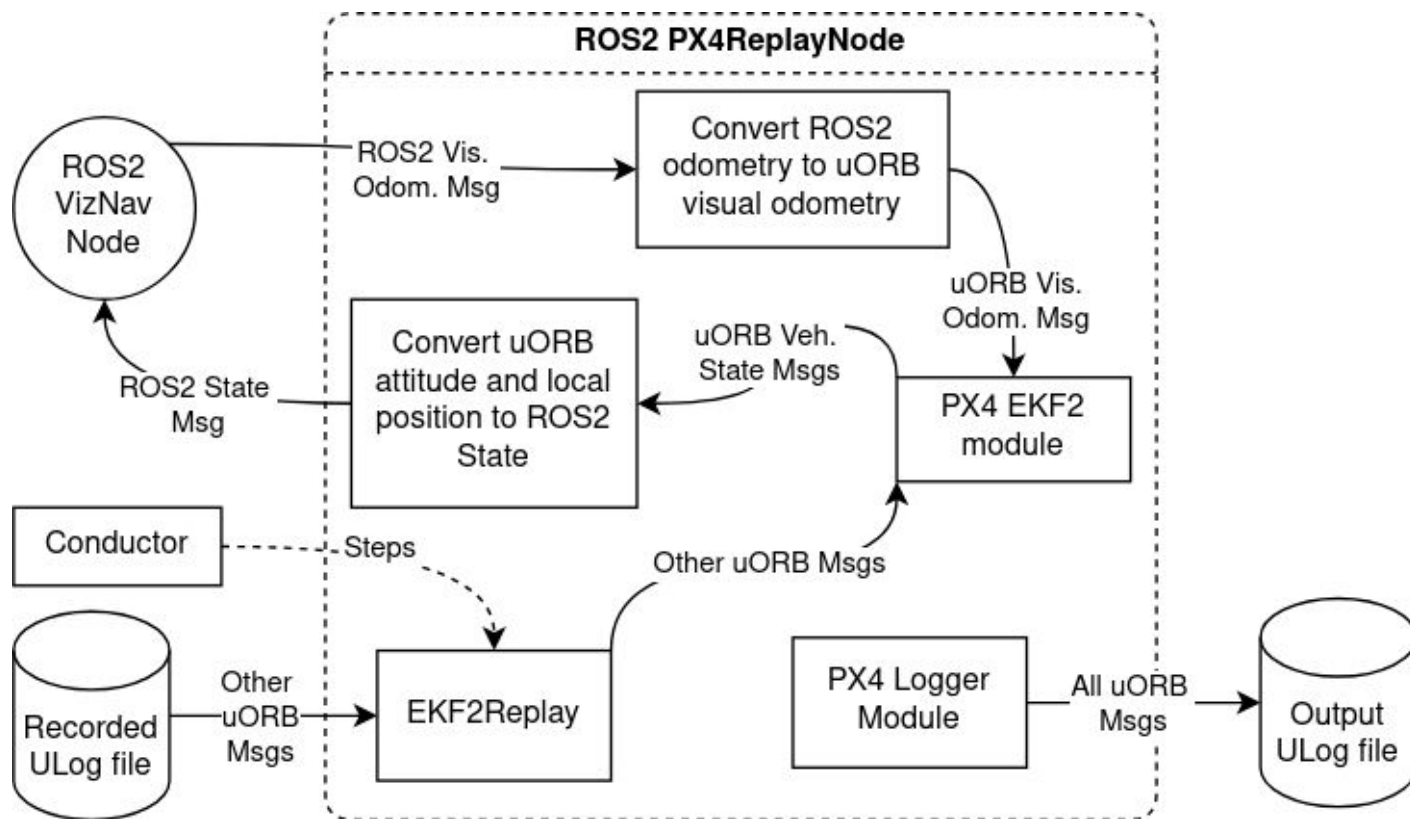 ROS2 PX4ReplayNode
ROS2
VizNav
Node
ROS2 Vis.
Odom. Msg
Convert ROS2
odometry to uORB
visual odometry
uORB Vis.
Odom. Msg
uORB Veh.
State Msgs
Convert uORB
attitude and local
position to ROS2
State
ROS2 State
Msg
PX4 EKF2
module
Conductor
Steps
Other uORB Msgs
Recorded
ULog file
Other
uORB
Msgs
EKF2Replay
PX4 Logger
Module
All uORB
Msgs
Output
ULog file